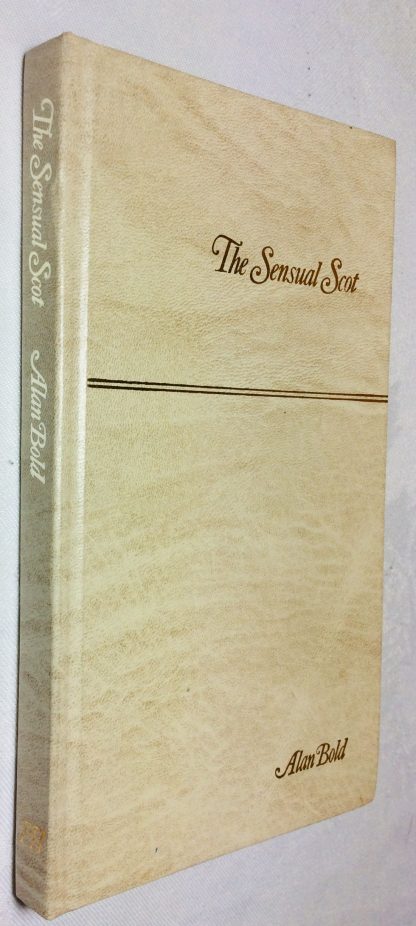 The Sensual Scot
Alan Bold
The Sensual Scot Alan Bold